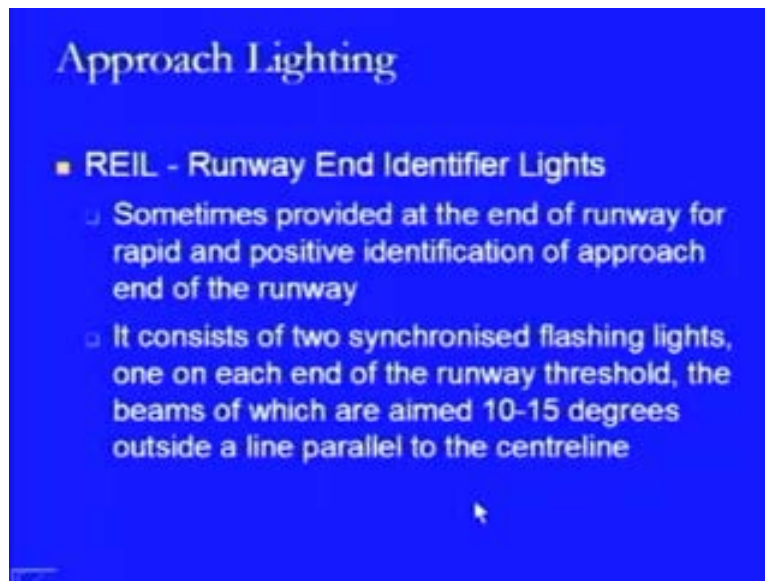 Approach Lighting
REIL - Runway End Identifier Lights
Sometimes provided at the end of runway for
rapid and positive identification of approach
end of the runway
It consists of two synchronised flashing lights,
one on each end of the runway threshold, the
beams of which are aimed 10-15 degrees
outside a line parallel to the centreline